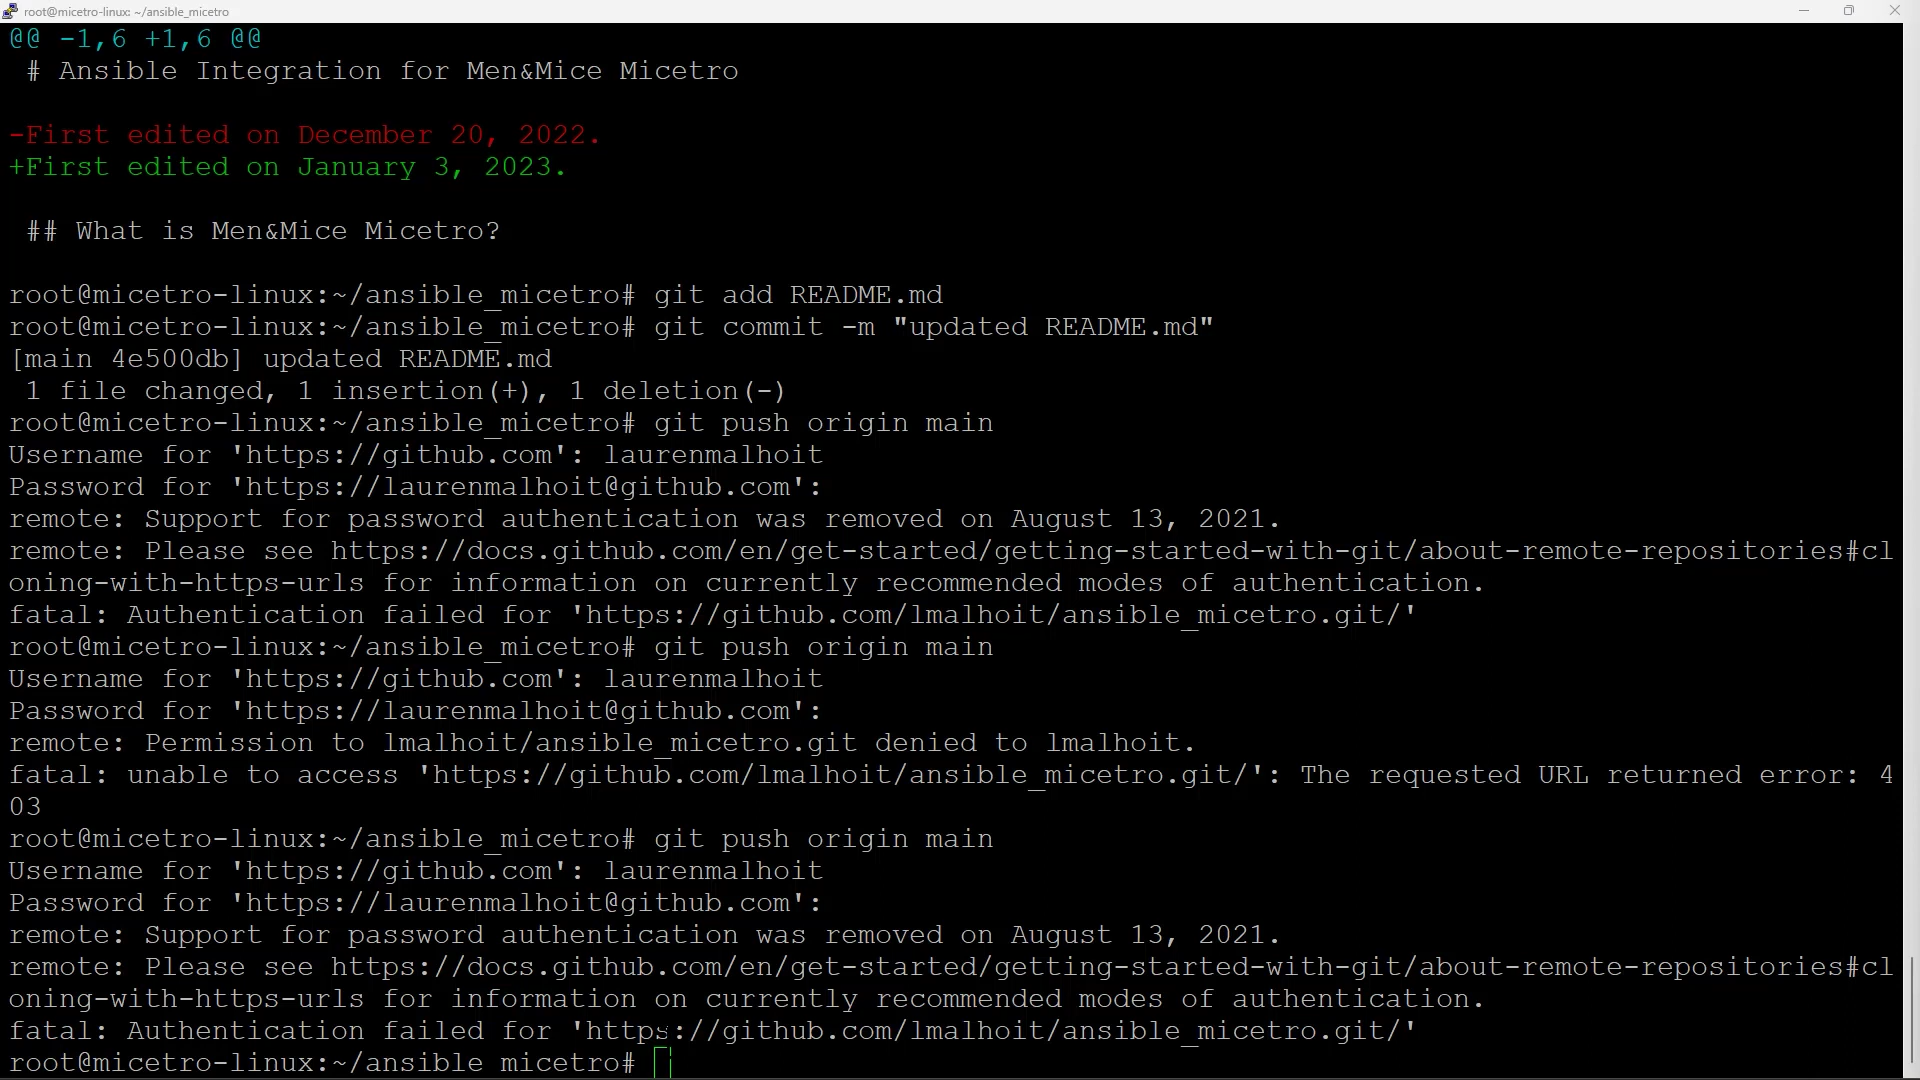 root@micetro-linux: ~/ansible_micetro
@@ -1,6 +1,6 @@
 # Ansible Integration for Men&Mice Micetro
-First edited on December 20, 2022.
+First edited on January 3, 2023.
 ## What is Men&Mice Micetro?
root@micetro-linux:~/ansible_micetro# git add README.md
root@micetro-linux:~/ansible_micetro# git commit -m "updated README.md"
[main 4e500db] updated README.md
 1 file changed, 1 insertion(+), 1 deletion(-)
root@micetro-linux:~/ansible_micetro# git push origin main
Username for 'https://github.com': laurenmalhoit
Password for 'https://laurenmalhoit@github.com':
remote: Support for password authentication was removed on August 13, 2021.
remote: Please see https://docs.github.com/en/get-started/getting-started-with-git/about-remote-repositories#cl
oning-with-https-urls for information on currently recommended modes of authentication.
fatal: Authentication failed for 'https://github.com/lmalhoit/ansible_micetro.git/'
root@micetro-linux:~/ansible_micetro# git push origin main
Username for 'https://github.com': laurenmalhoit
Password for 'https://laurenmalhoit@github.com':
remote: Permission to lmalhoit/ansible_micetro.git denied to lmalhoit.
fatal: unable to access 'https://github.com/lmalhoit/ansible_micetro.git/': The requested URL returned error: 4
03
root@micetro-linux:~/ansible_micetro# git push origin main
Username for 'https://github.com': laurenmalhoit
Password for 'https://laurenmalhoit@github.com':
remote: Support for password authentication was removed on August 13, 2021.
remote: Please see https://docs.github.com/en/get-started/getting-started-with-git/about-remote-repositories#cl
oning-with-https-urls for information on currently recommended modes of authentication.
fatal: Authentication failed for 'https://github.com/lmalhoit/ansible_micetro.git/'
root@micetro-linux:~/ansible_micetro#